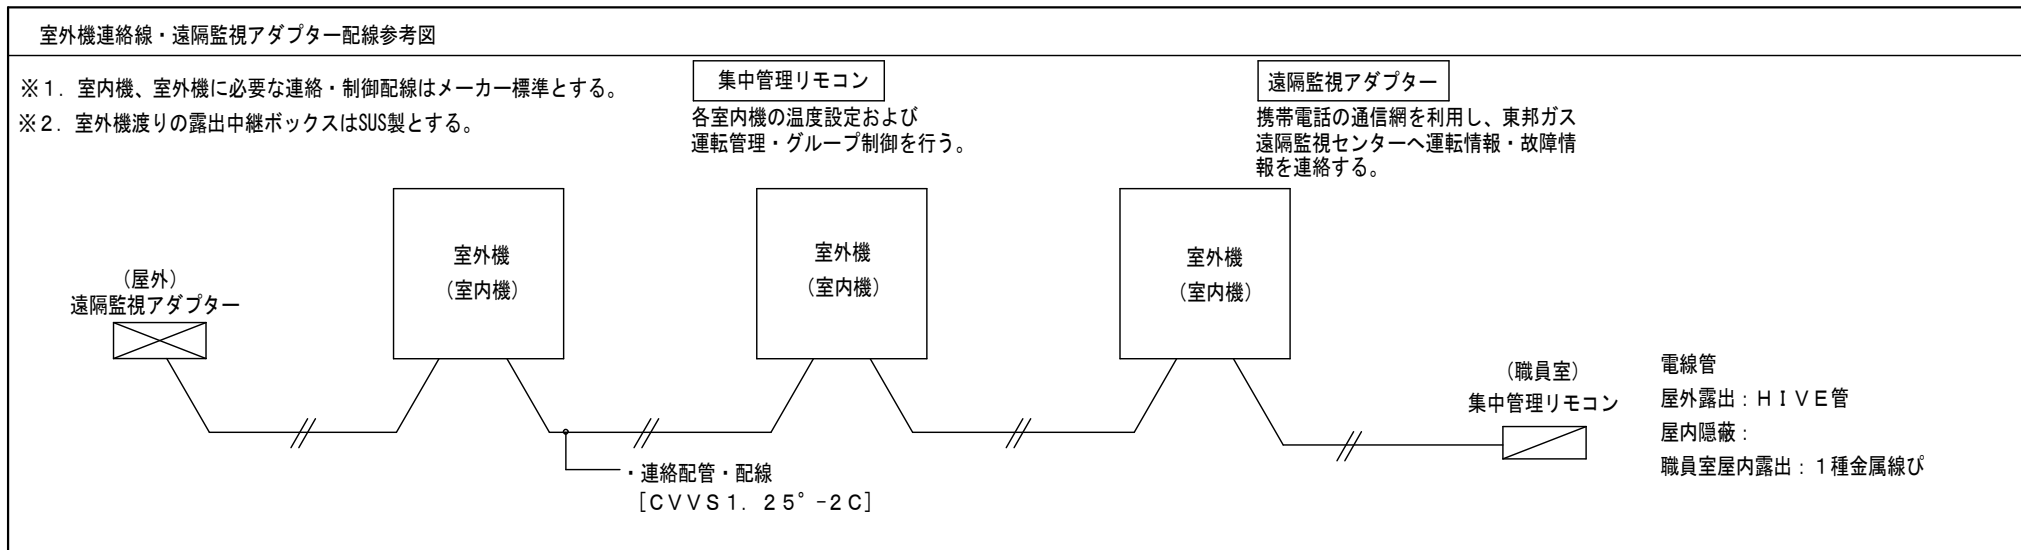 室外機連絡線・遠隔監視アダプター配線参考図
※１．室内機、室外機に必要な連絡・制御配線はメーカー標準とする。
※２．室外機渡りの露出中継ボックスはSUS製とする。
集中管理リモコン
各室内機の温度設定および
運転管理・グループ制御を行う。
遠隔監視アダプター
携帯電話の通信網を利用し、東邦ガス
遠隔監視センターへ運転情報・故障情
報を連絡する。
（屋外）
遠隔監視アダプター
室外機
（室内機）
室外機
（室内機）
室外機
（室内機）
・連絡配管・配線
［ＣＶＶＳ１．２５°－２Ｃ］
（職員室）
集中管理リモコン
電線管
屋外露出：ＨＩＶＥ管
屋内隠蔽：
職員室屋内露出：１種金属線ぴ